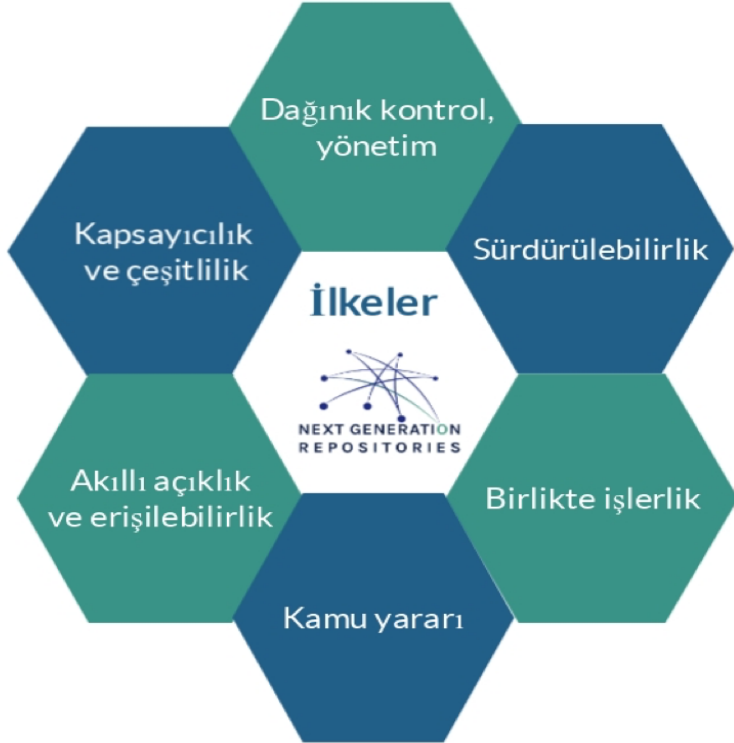 Dağınık kontrol,
yönetim
Kapsayıcılık
ve çeşitlilik
Sürdürülebilirlik
İlkeler
NEXT GENERATION
REPOSITORIES
Akıllı açıklık
ve erişilebilirlik
Birlikte işlerlik
Kamu yararı